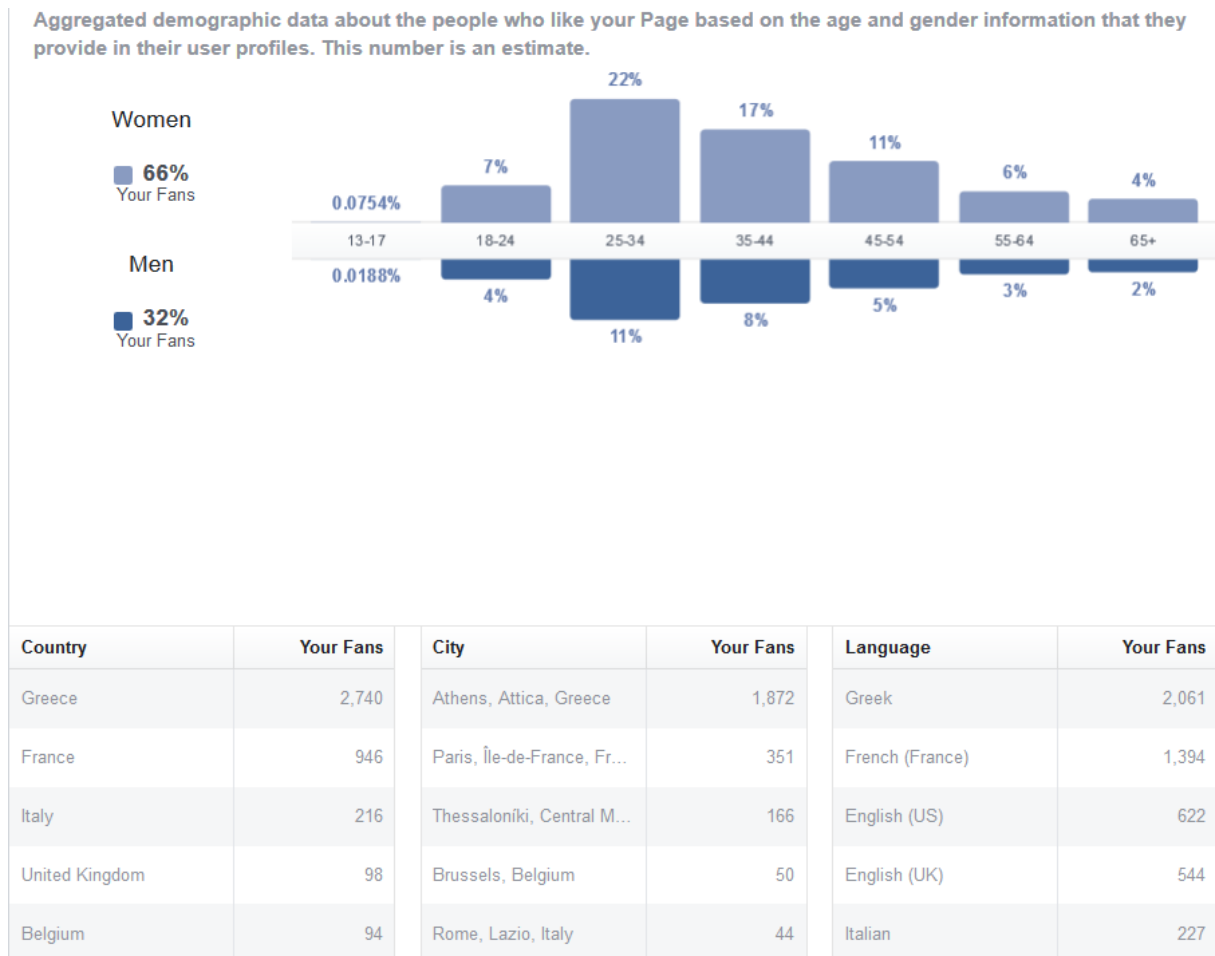 Aggregated demographic data about the people who like your Page based on the age and gender information that they
provide in their user profiles. This number is an estimate.
Women
66%
Your Fans
0.0754%
7%
22%
17%
11%
6%
4%
13-17
18-24
25-34
35-44
45-54
55-64
65+
Men
32%
Your Fans
0.0188%
4%
11%
8%
5%
3%
2%
Country Your Fans City Your Fans Language Your Fans
Greece 2,740 Athens, Attica, Greece 1,872 Greek 2,061
France 946 Paris, Île-de-France, Fr... 351 French (France) 1,394
Italy 216 Thessaloníki, Central M... 166 English (US) 622
United Kingdom 98 Brussels, Belgium 50 English (UK) 544
Belgium 94 Rome, Lazio, Italy 44 Italian 227